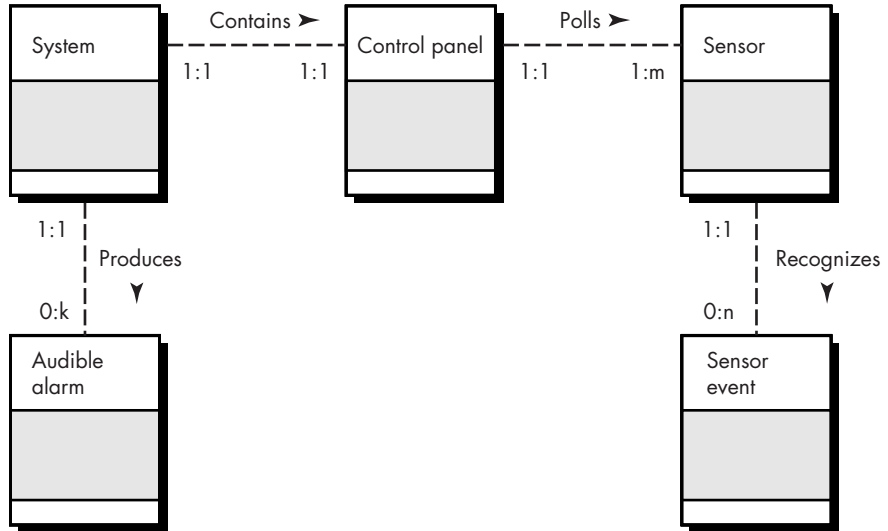 Contains
Polls
System
Control panel
Sensor
1:1
1:1
1:1
1:m
1:1
1:1
Produces
Recognizes
0:k
0:n
Audible
alarm
Sensor
event